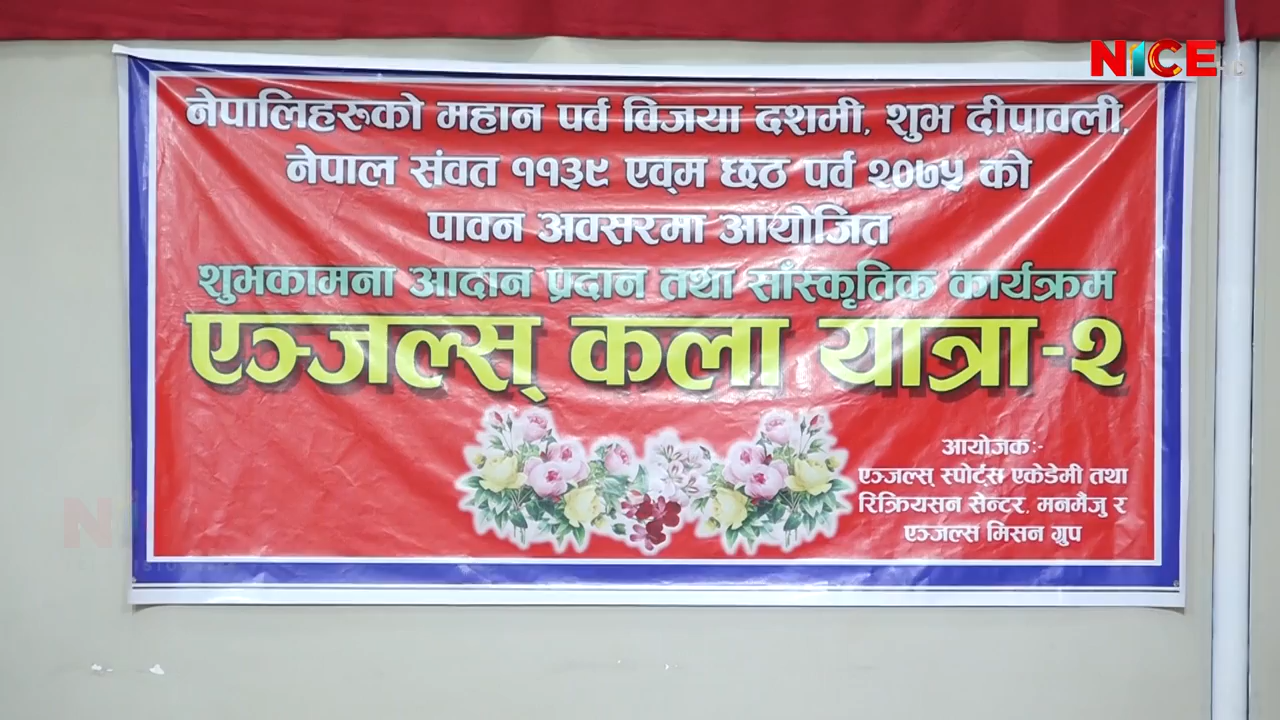 NICE HD
नेपालिहरुको महान पर्व विजया दशमी, शुभ दीपावली,
नेपाल संवत ११३९ एव्म छठ पर्व २०७५ को
पावन अवसरमा आयोजित
शुभकामना आदान प्रदान तथा साँस्कृतिक कार्यक्रम
एञ्जल्स् कला यात्रा-२
आयोजकः-
एञ्जल्स् स्पोर्ट्स एकेडेमी तथा
रिक्रियसन सेन्टर, मनमैजु र
एञ्जल्स मिसन ग्रुप